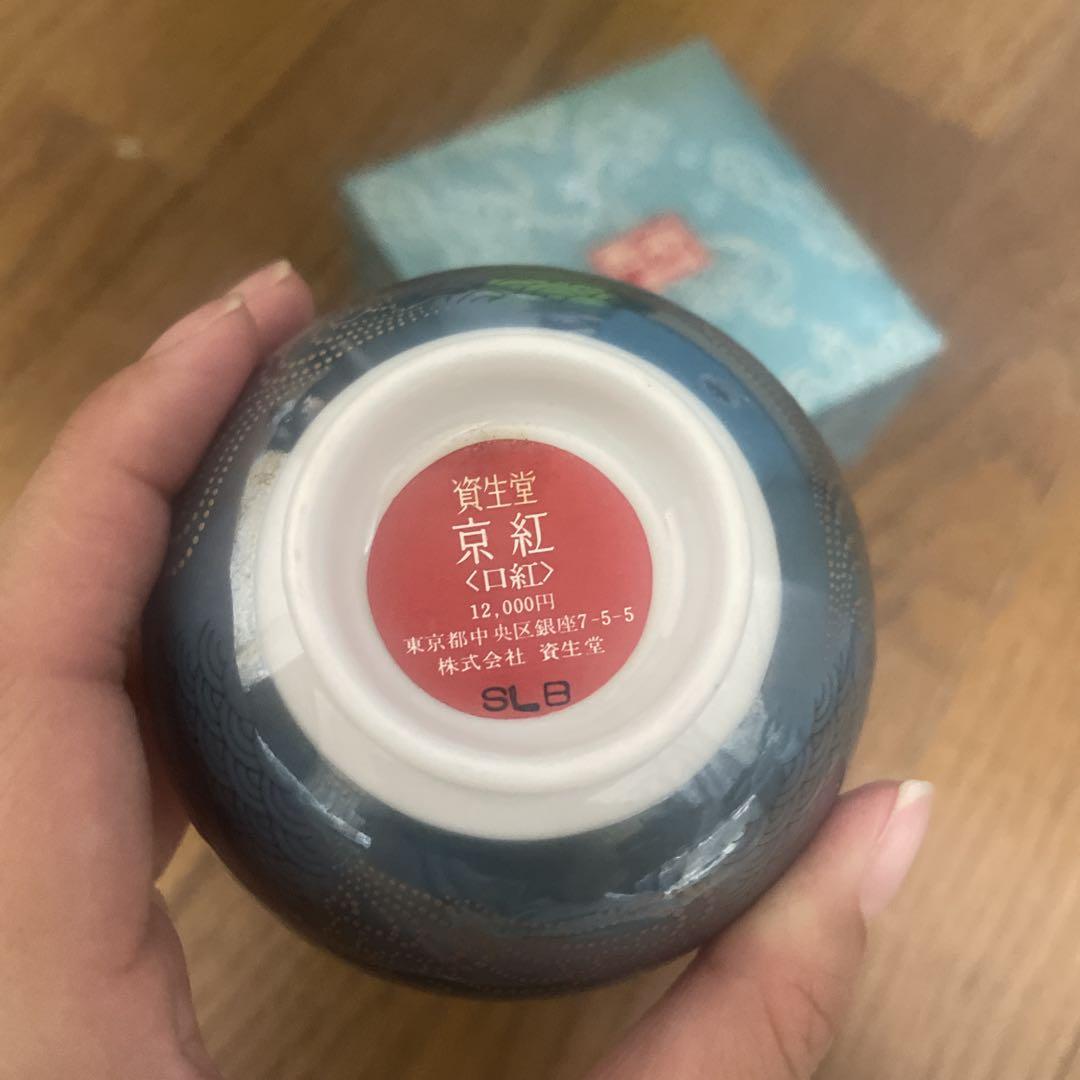 資生堂
京紅
〈口紅〉
12,000円
東京都中央区銀座7-5-5
株式会社 資生堂
SLB